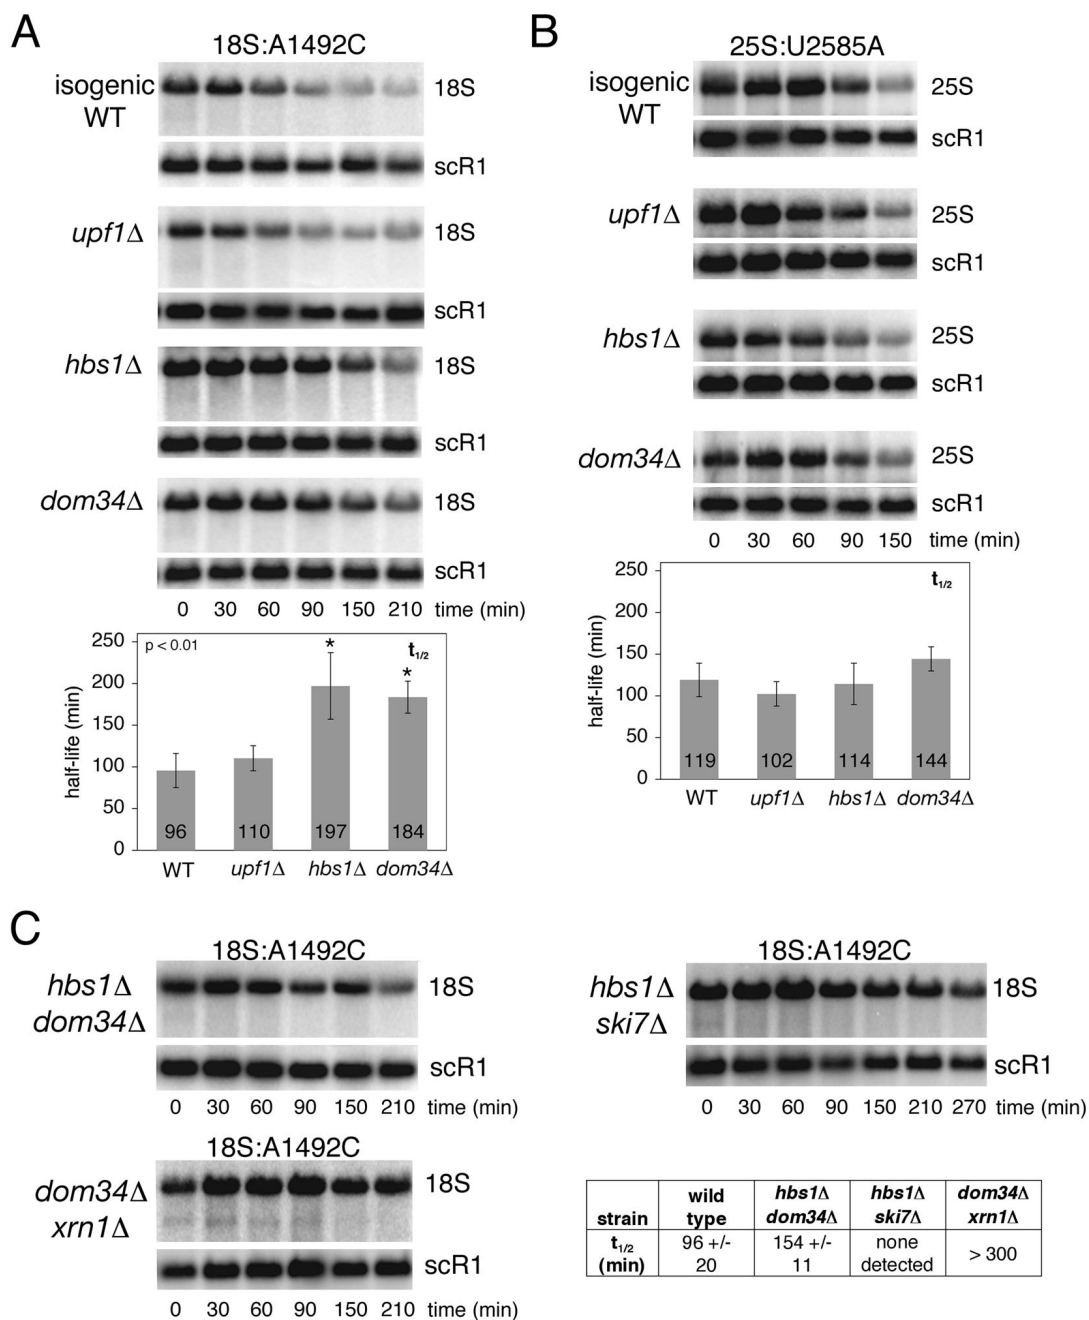 A
18S:A1492C
isogenic
WT
18S
scR1
upf1Δ
18S
scR1
hbs1Δ
18S
scR1
dom34Δ
18S
scR1
0 30 60 90 150 210 time (min)
p < 0.01
t1/2
*
*
half-life (min)
250
200
150
100
50
0
96 110 197 184
WT upf1Δ hbs1Δ dom34Δ
B
25S:U2585A
isogenic
WT
25S
scR1
upf1Δ
25S
scR1
hbs1Δ
25S
scR1
dom34Δ
25S
scR1
0 30 60 90 150 time (min)
t1/2
half-life (min)
250
200
150
100
50
0
119 102 114 144
WT upf1Δ hbs1Δ dom34Δ
C
18S:A1492C
hbs1Δ
dom34Δ
18S
scR1
0 30 60 90 150 210 time (min)
18S:A1492C
hbs1Δ
ski7Δ
18S
scR1
0 30 60 90 150 210 270 time (min)
18S:A1492C
dom34Δ
xrn1Δ
18S
scR1
0 30 60 90 150 210 time (min)
wild hbs1Δ hbs1Δ dom34Δ
strain type dom34Δ ski7Δ xrn1Δ
t1/2 96 +/- 154 +/- none > 300
(min) 20 11 detected